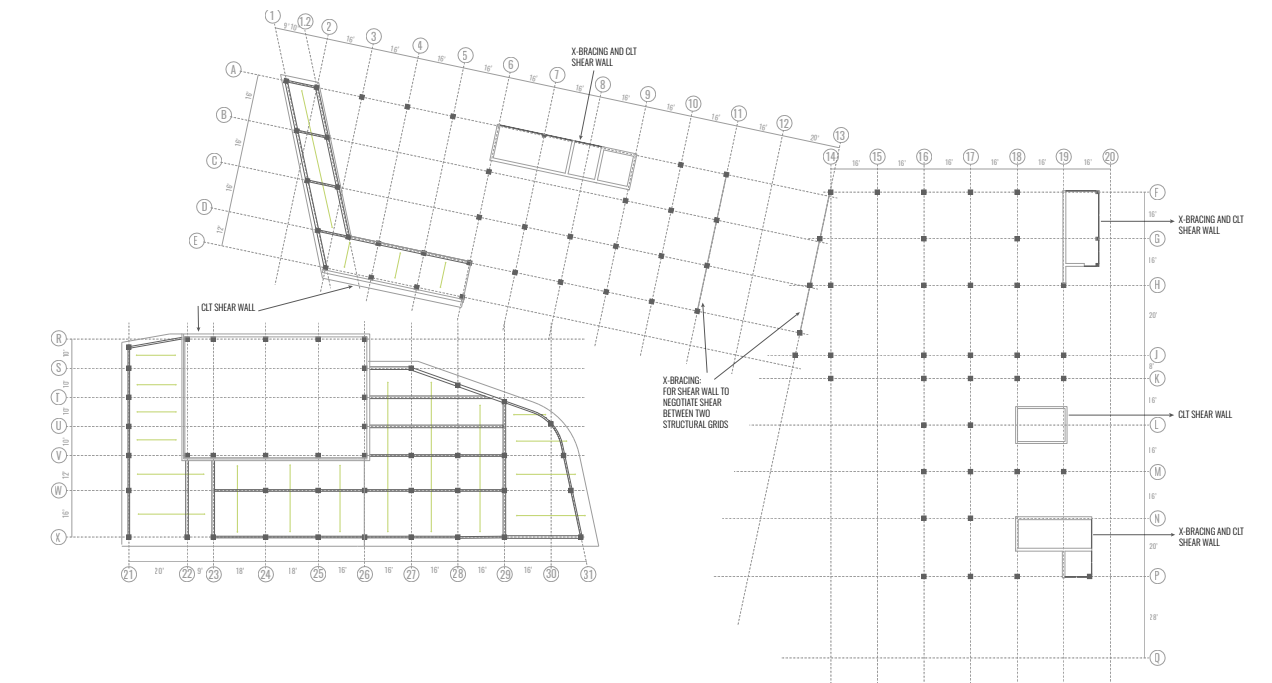 1
1.2
2
3
4
5
6
7
8
9
10
11
12
13
9' 10"
16'
16'
16'
16'
16'
16'
16'
16'
16'
16'
20'
X-BRACING AND CLT
SHEAR WALL
A
B
C
D
E
16'
16'
16'
12'
14
15
16
17
18
19
20
16'
16'
16'
16'
16'
16'
F
G
H
J
K
L
M
N
P
Q
16'
16'
20'
8'
16'
16'
16'
20'
28'
X-BRACING AND CLT
SHEAR WALL
CLT SHEAR WALL
X-BRACING AND CLT
SHEAR WALL
CLT SHEAR WALL
X-BRACING:
FOR SHEAR WALL TO
NEGOTIATE SHEAR
BETWEEN TWO
STRUCTURAL GRIDS
R
S
T
U
V
W
K
10'
10'
10'
10'
12'
16'
21
22
23
24
25
26
27
28
29
30
31
20'
9'
18'
18'
16'
16'
16'
16'
16'